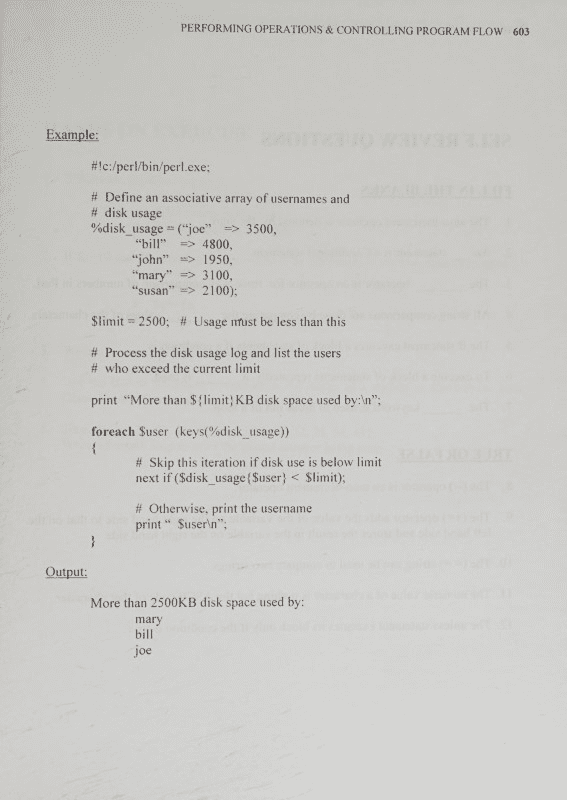 PERFORMING OPERATIONS & CONTROLLING PROGRAM FLOW 603
Example:
#!c:/perl/bin/perl.exe;
# Define an associative array of usernames and
# disk usage
%disk_usage = (“joe” => 3500,
“bill” => 4800,
“john” => 1950,
“mary” => 3100,
“susan” => 2100);
$limit = 2500; # Usage must be less than this
# Process the disk usage log and list the users
# who exceed the current limit
print “More than ${limit}KB disk space used by:\n”;
foreach $user (keys(%disk_usage))
{
# Skip this iteration if disk use is below limit
next if ($disk_usage{$user} < $limit);
# Otherwise, print the username
print “ $user\n”;
}
Output:
More than 2500KB disk space used by:
mary
bill
joe